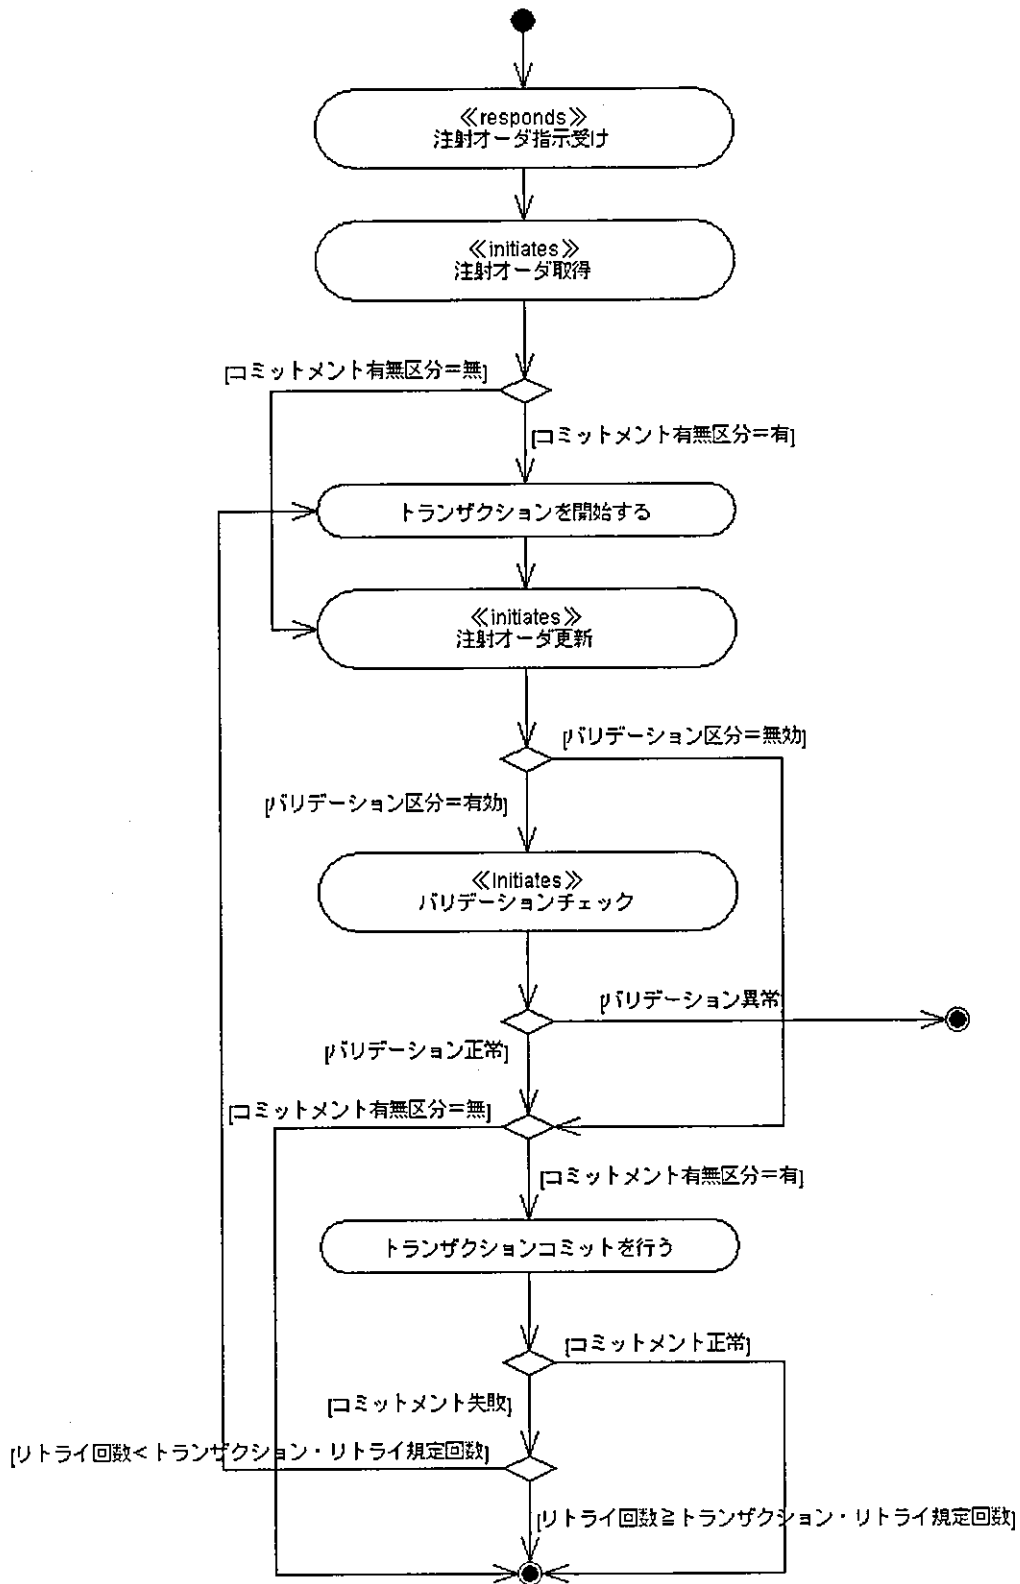 ≪responds≫
注射オーダ指示受け
≪initiates≫
注射オーダ取得
[コミットメント有無区分＝無]
[コミットメント有無区分＝有]
トランザクションを開始する
≪initiates≫
注射オーダ更新
[バリデーション区分＝無効]
[バリデーション区分＝有効]
≪initiates≫
バリデーションチェック
[バリデーション異常]
[バリデーション正常]
[コミットメント有無区分＝無]
[コミットメント有無区分＝有]
トランザクションコミットを行う
[コミットメント正常]
[コミットメント失敗]
[リトライ回数＜トランザクション・リトライ規定回数]
[リトライ回数≧トランザクション・リトライ規定回数]